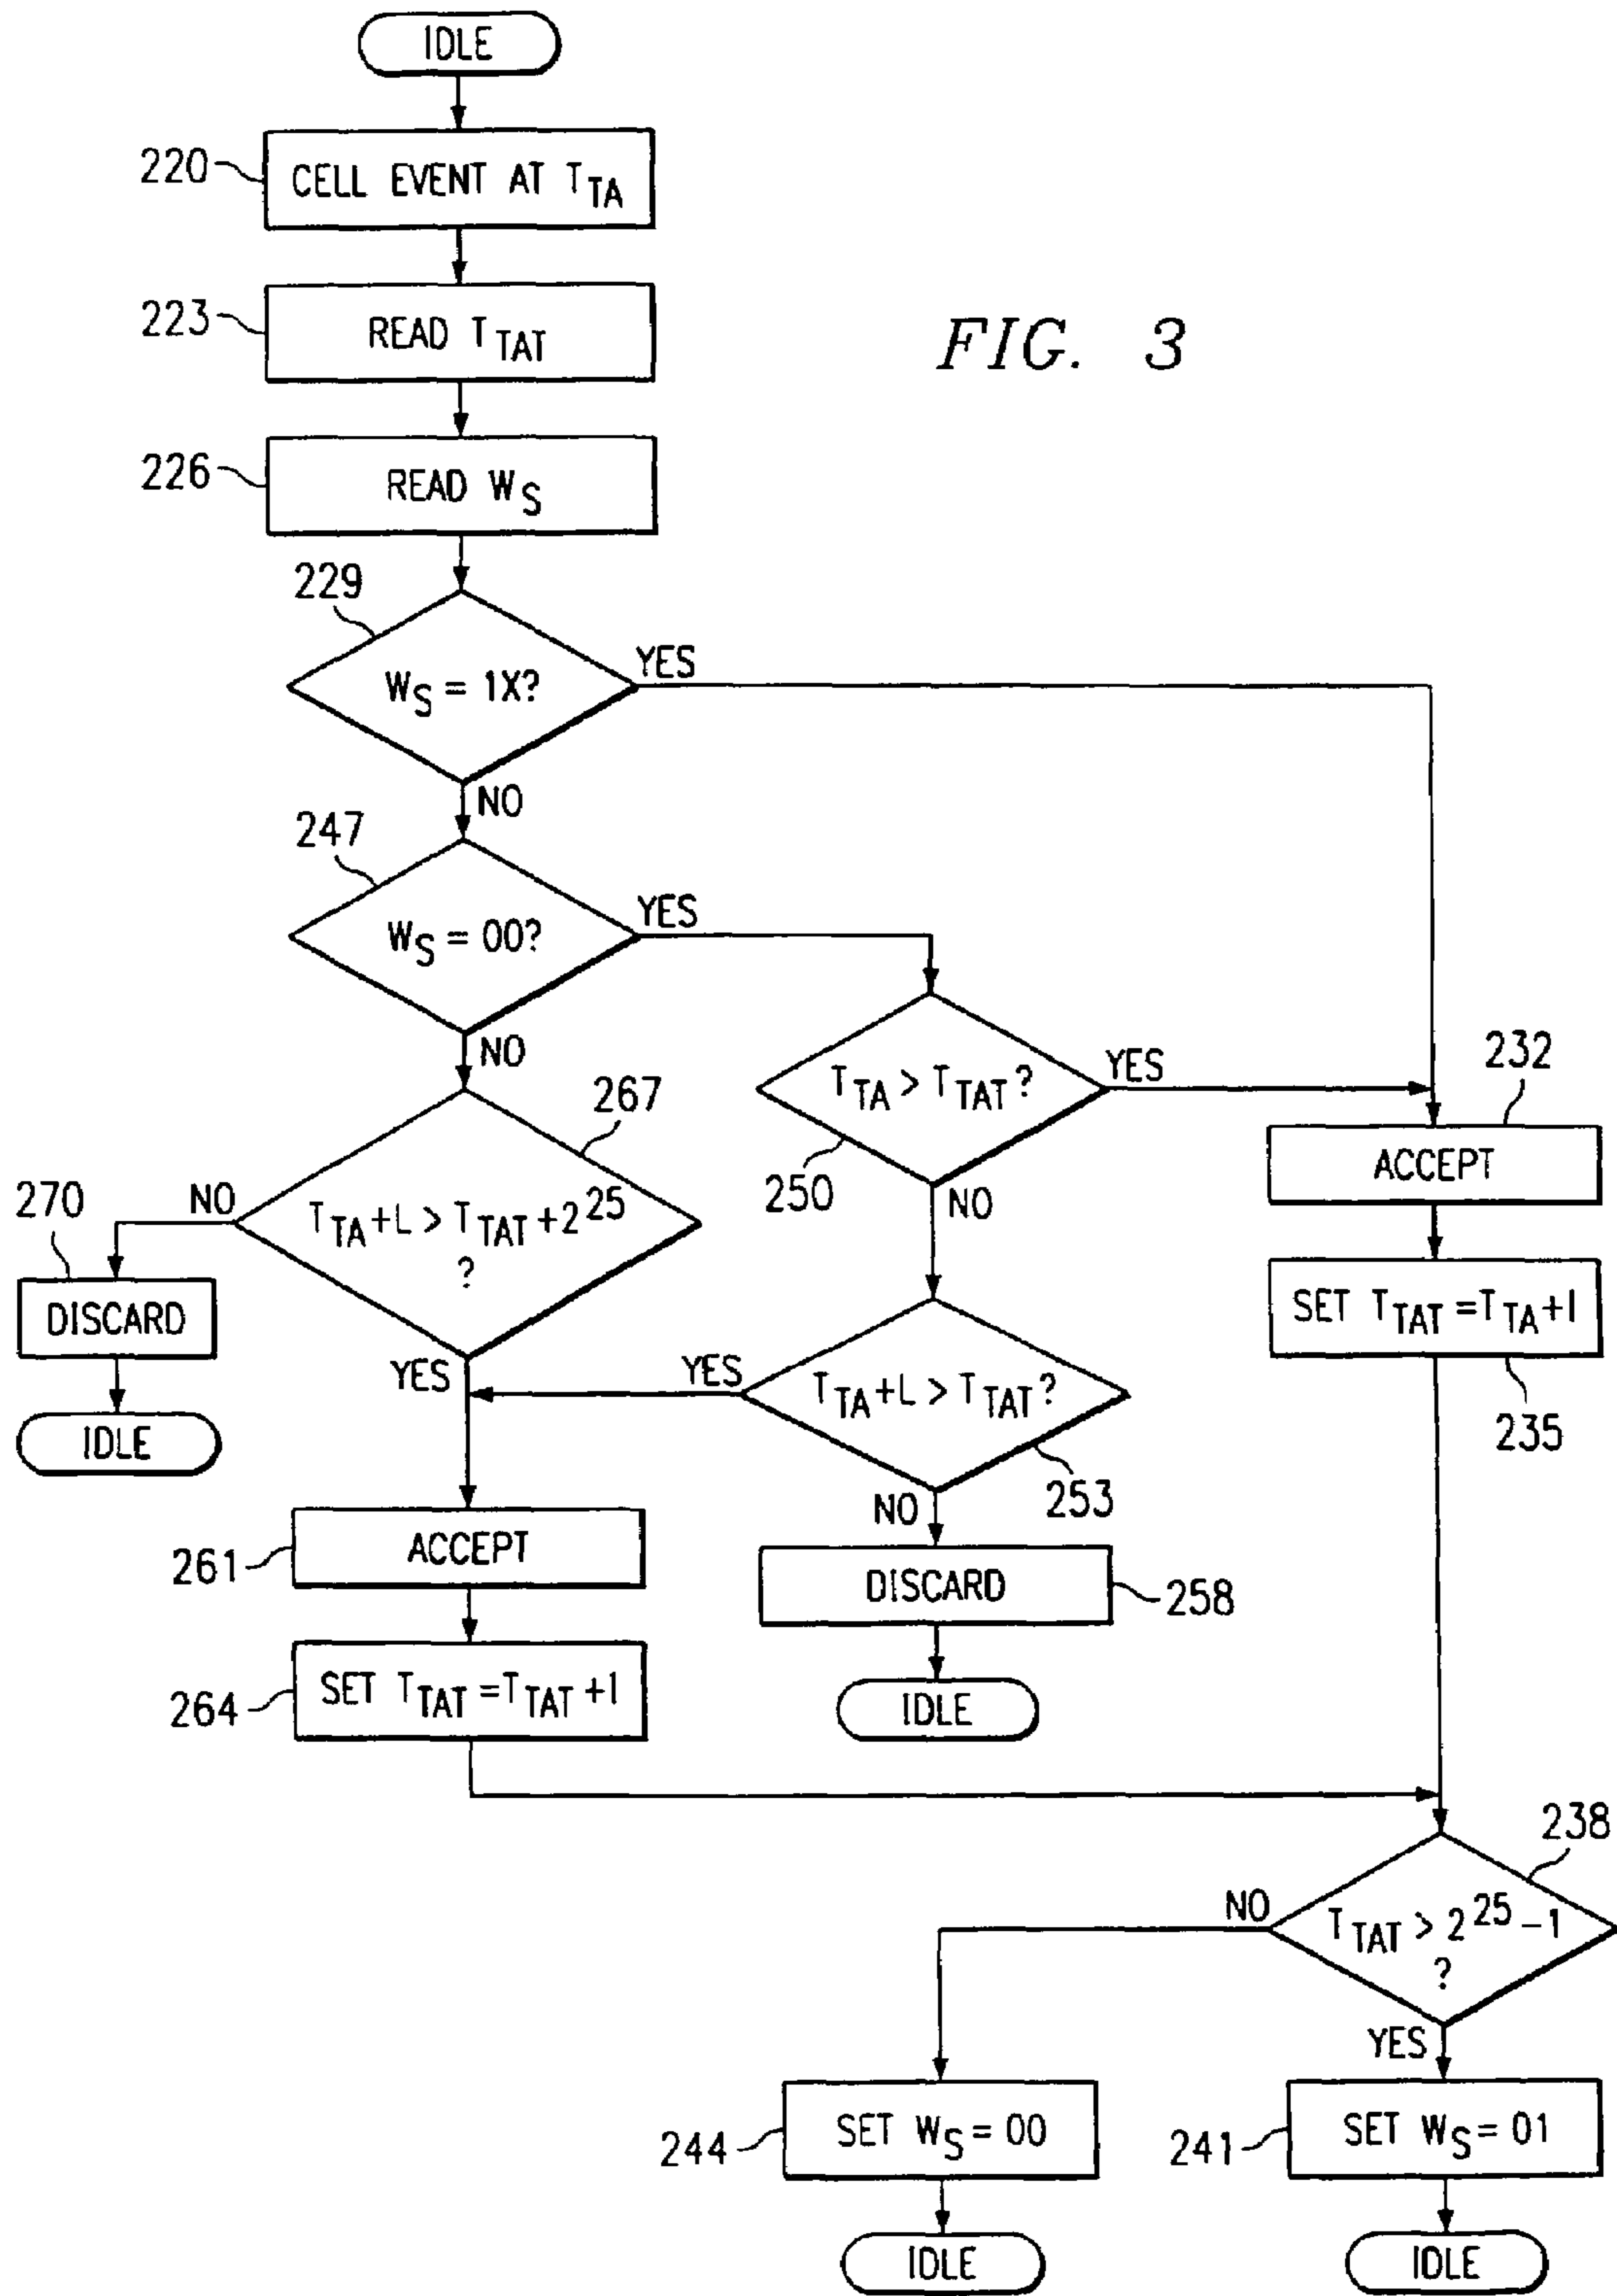 IDLE
220
CELL EVENT AT T_TA
223
READ T_TAT
FIG. 3
226
READ W_S
229
W_S = 1X?
YES
NO
247
W_S = 00?
YES
NO
267
T_TA > T_TAT?
YES
250
NO
232
ACCEPT
270
NO
T_TA+L > T_TAT+2^25
?
YES
DISCARD
IDLE
SET T_TAT=T_TA+I
235
YES
T_TA+L > T_TAT?
253
NO
261
ACCEPT
DISCARD
258
264
SET T_TAT=T_TAT+1
IDLE
238
NO
T_TAT > 2^25-1
?
YES
244
SET W_S=00
241
SET W_S=01
IDLE
IDLE